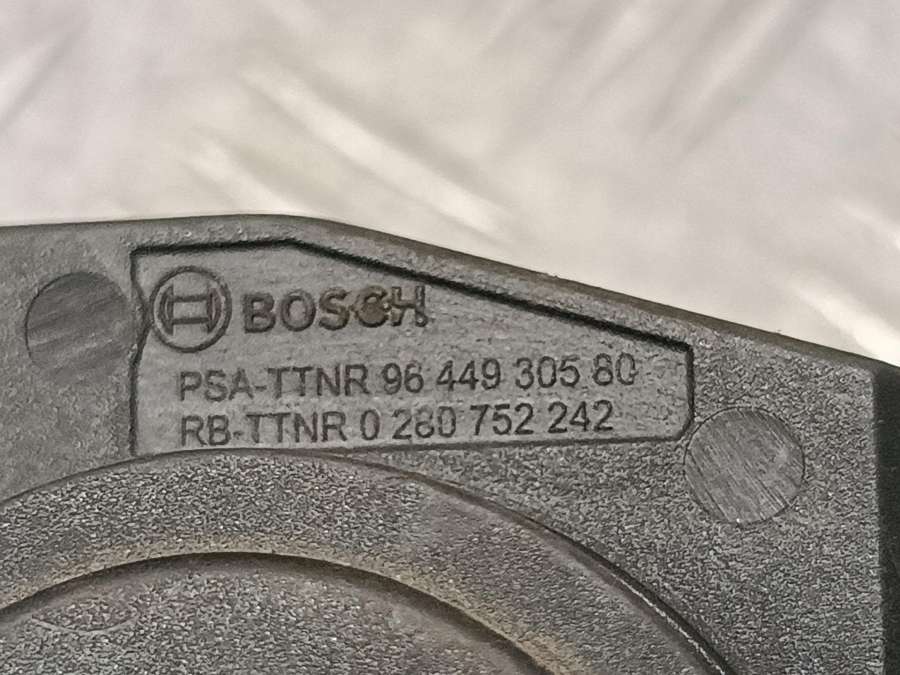 BOSCH
PSA-TTNR 96 449 305 80
RB-TTNR 0 280 752 242